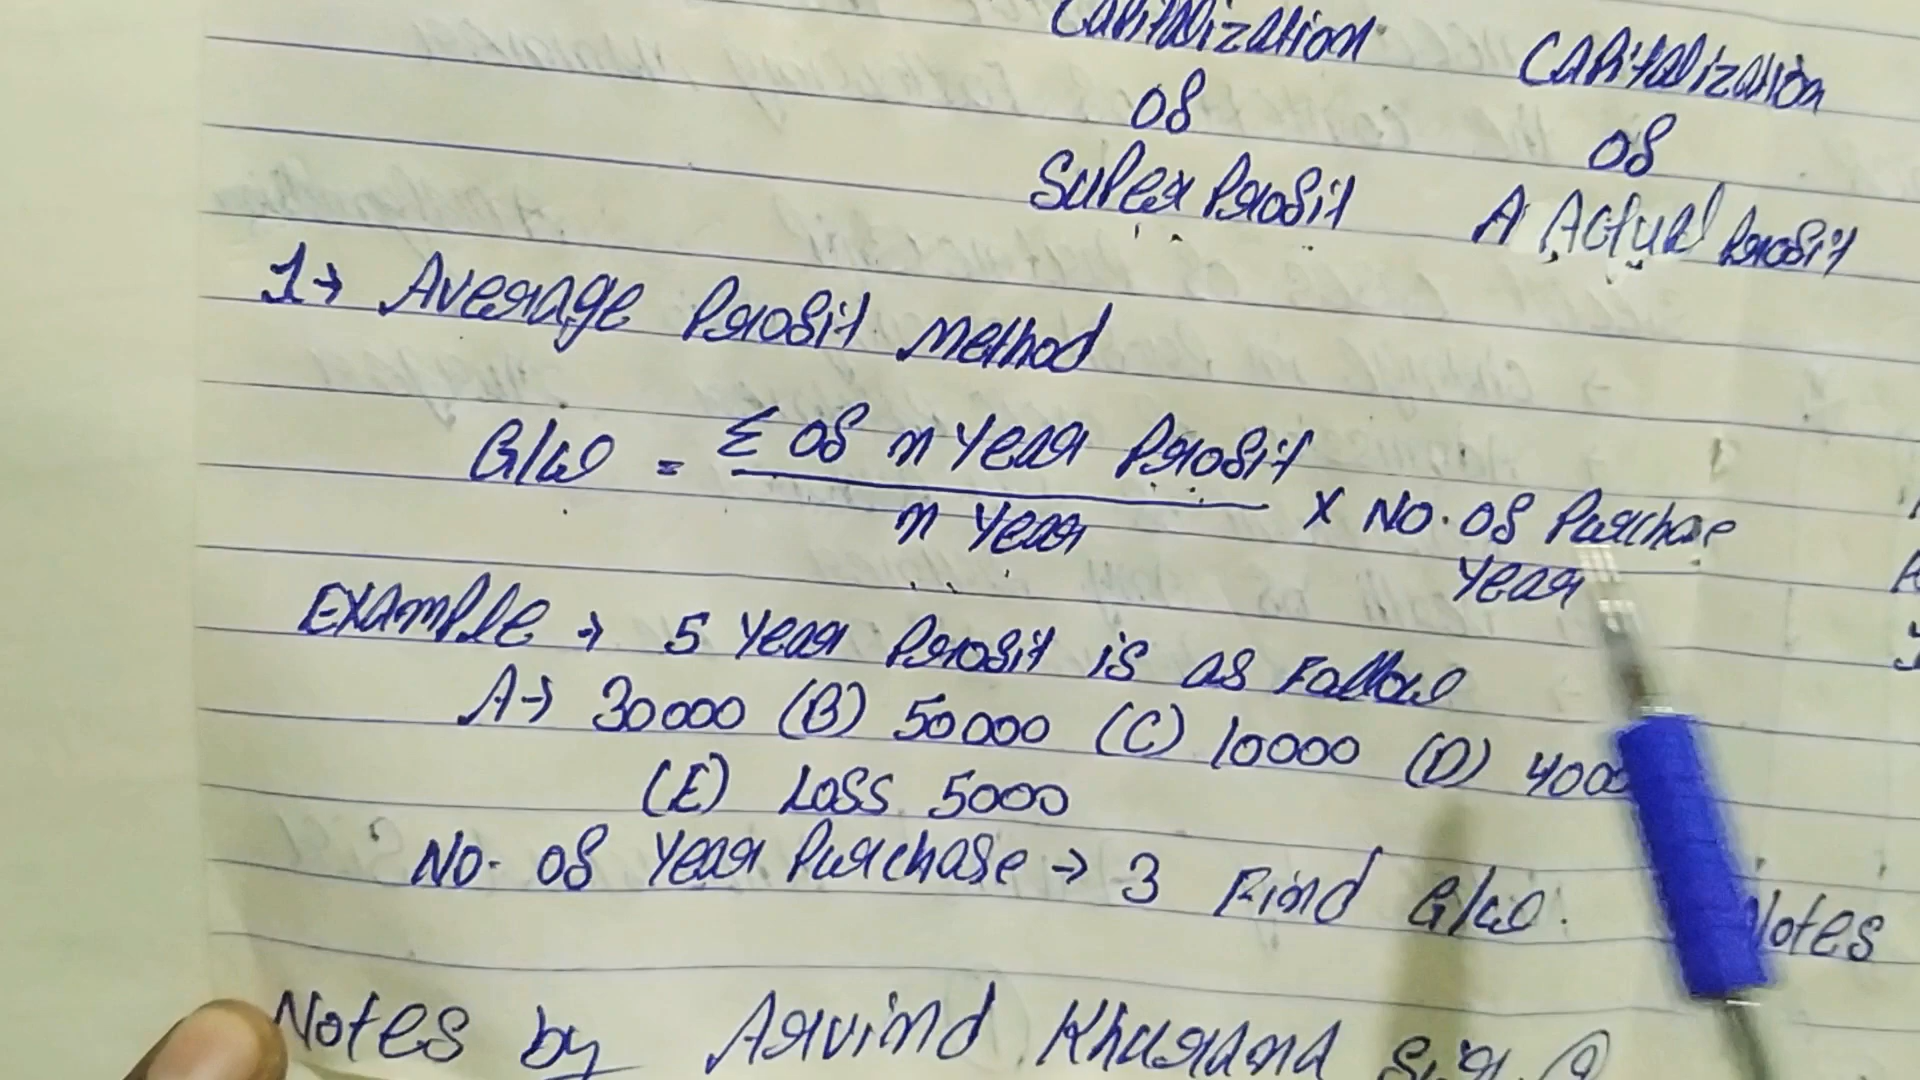 Capitalization Capitalization
of of
Super Profit A Actual Profit
1→ Average Profit Method
G/w = Σ of n year Profit / n year × No. of Purchase
year
Example → 5 year Profit is as Follow
A→ 30000 (B) 50000 (C) 10000 (D)
(E) Loss 5000
No. of year Purchase → 3 Find G/w.
Notes
Notes by Arvind Khurana Sir